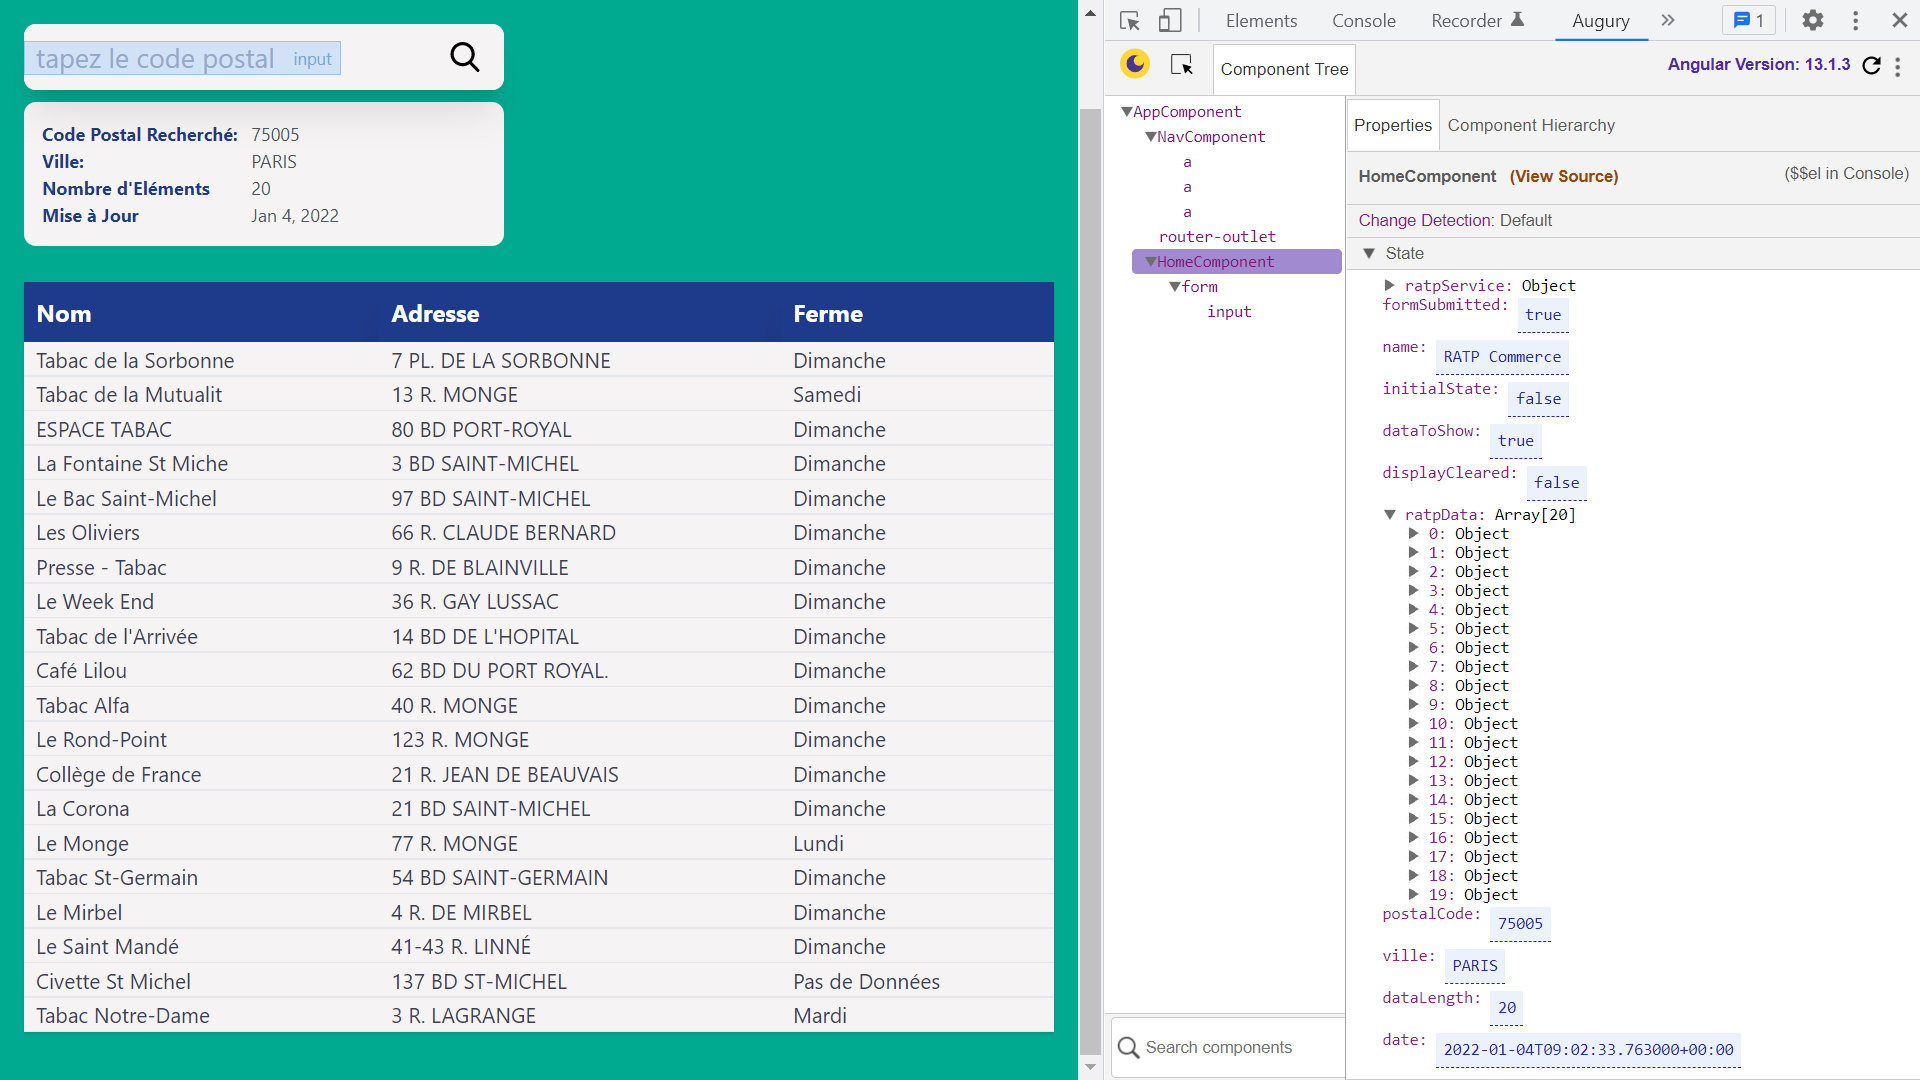 tapez le code postal input
Code Postal Recherché: 75005
Ville: PARIS
Nombre d'Eléments 20
Mise à Jour Jan 4, 2022
Nom Adresse Ferme
Tabac de la Sorbonne 7 PL. DE LA SORBONNE Dimanche
Tabac de la Mutualit 13 R. MONGE Samedi
ESPACE TABAC 80 BD PORT-ROYAL Dimanche
La Fontaine St Miche 3 BD SAINT-MICHEL Dimanche
Le Bac Saint-Michel 97 BD SAINT-MICHEL Dimanche
Les Oliviers 66 R. CLAUDE BERNARD Dimanche
Presse - Tabac 9 R. DE BLAINVILLE Dimanche
Le Week End 36 R. GAY LUSSAC Dimanche
Tabac de l'Arrivée 14 BD DE L'HOPITAL Dimanche
Café Lilou 62 BD DU PORT ROYAL. Dimanche
Tabac Alfa 40 R. MONGE Dimanche
Le Rond-Point 123 R. MONGE Dimanche
Collège de France 21 R. JEAN DE BEAUVAIS Dimanche
La Corona 21 BD SAINT-MICHEL Dimanche
Le Monge 77 R. MONGE Lundi
Tabac St-Germain 54 BD SAINT-GERMAIN Dimanche
Le Mirbel 4 R. DE MIRBEL Dimanche
Le Saint Mandé 41-43 R. LINNÉ Dimanche
Civette St Michel 137 BD ST-MICHEL Pas de Données
Tabac Notre-Dame 3 R. LAGRANGE Mardi
Elements Console Recorder Augury 1
Component Tree Angular Version: 13.1.3
AppComponent
NavComponent
a
a
a
router-outlet
HomeComponent
form
input
Search components
Properties Component Hierarchy
HomeComponent (View Source) ($$el in Console)
Change Detection: Default
State
ratpService: Object
formSubmitted: true
name: RATP Commerce
initialState: false
dataToShow: true
displayCleared: false
ratpData: Array[20]
0: Object
1: Object
2: Object
3: Object
4: Object
5: Object
6: Object
7: Object
8: Object
9: Object
10: Object
11: Object
12: Object
13: Object
14: Object
15: Object
16: Object
17: Object
18: Object
19: Object
postalCode: 75005
ville: PARIS
dataLength: 20
date: 2022-01-04T09:02:33.763000+00:00